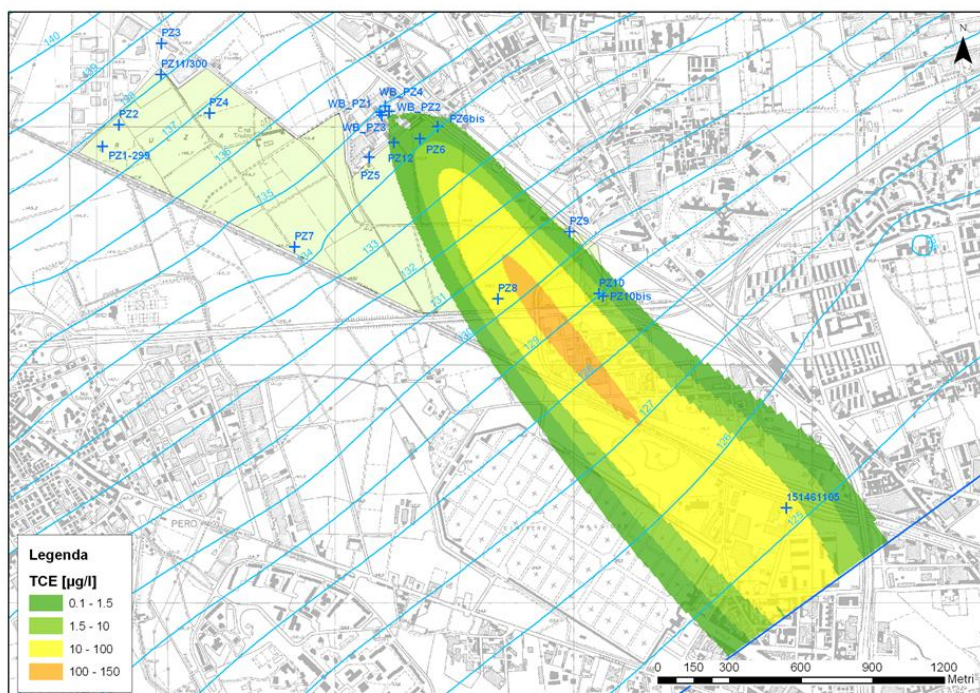 140
139
138
137
136
135
134
133
132
131
130
129
127
126
125
PZ3
PZ11/300
PZ4
PZ2
PZ1-299
WB_PZ4
WB_PZ1
WB_PZ2
WB_PZ3
PZ6bis
PZ6
PZ12
PZ5
PZ7
PZ9
PZ8
PZ10
PZ10bis
151461105
PERO
Legenda
TCE [µg/l]
0.1 - 1.5
1.5 - 10
10 - 100
100 - 150
0 150 300 600 900 1200
Metri